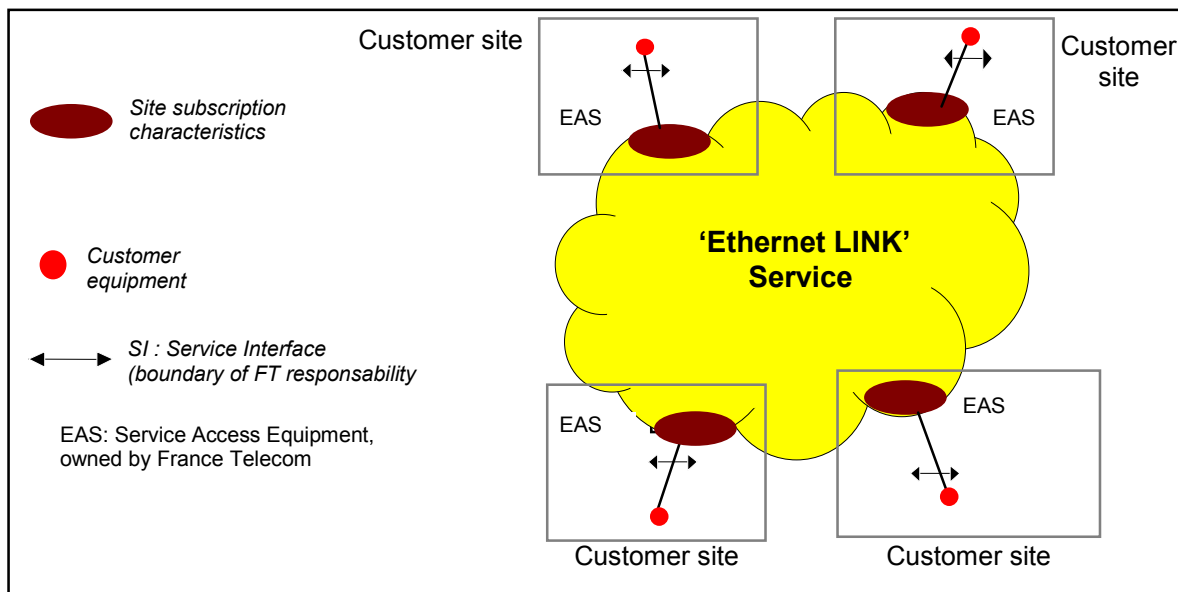 Customer site
Customer
site
Site subscription
characteristics
EAS
EAS
‘Ethernet LINK’
Service
Customer
equipment
SI : Service Interface
(boundary of FT responsability
EAS: Service Access Equipment,
owned by France Telecom
EAS
EAS
Customer site
Customer site